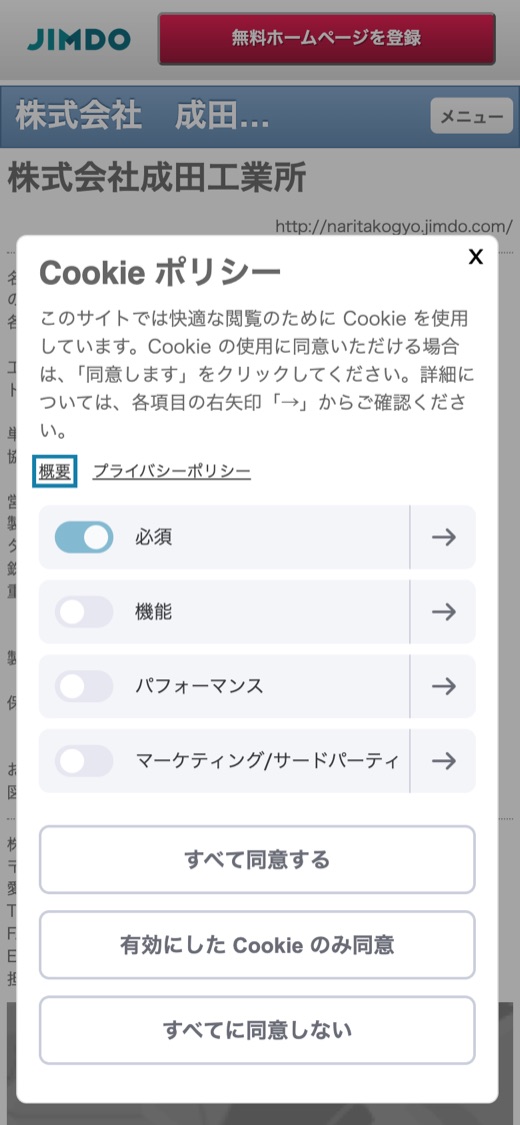 JIMDO
無料ホームページを登録
株式会社 成田...
メニュー
株式会社成田工業所
http://naritakogyo.jimdo.com/
Cookie ポリシー
X
このサイトでは快適な閲覧のために Cookie を使用
しています。Cookie の使用に同意いただける場合
は、「同意します」をクリックしてください。詳細に
ついては、各項目の右矢印「→」からご確認くださ
い。
概要 プライバシーポリシー
必須 →
機能 →
パフォーマンス →
マーケティング/サードパーティ →
すべて同意する
有効にした Cookie のみ同意
すべてに同意しない